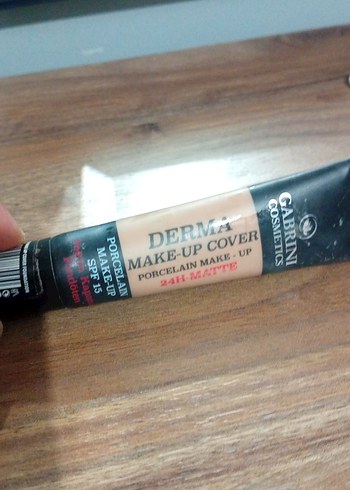 GABRINI
COSMETICS
DERMA
MAKE-UP COVER
PORCELAIN MAKE - UP
24H-MATTE
PORCELAIN
MAKE-UP
SPF 15